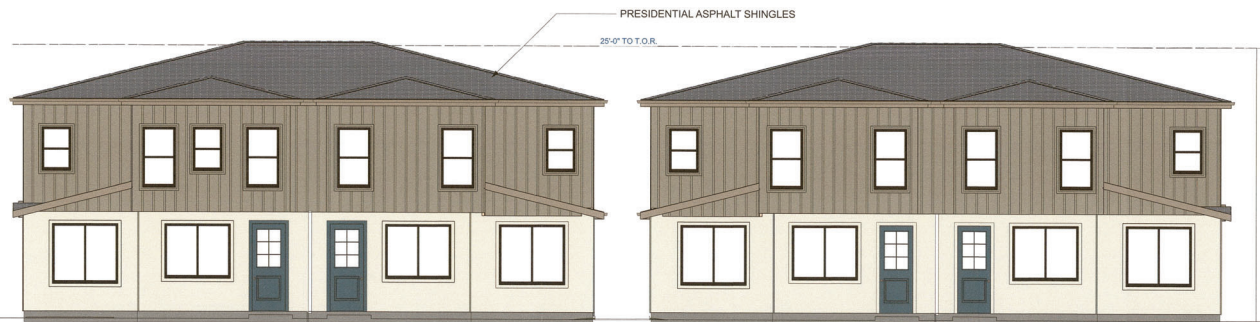 PRESIDENTIAL ASPHALT SHINGLES
25'-0" TO T.O.R.